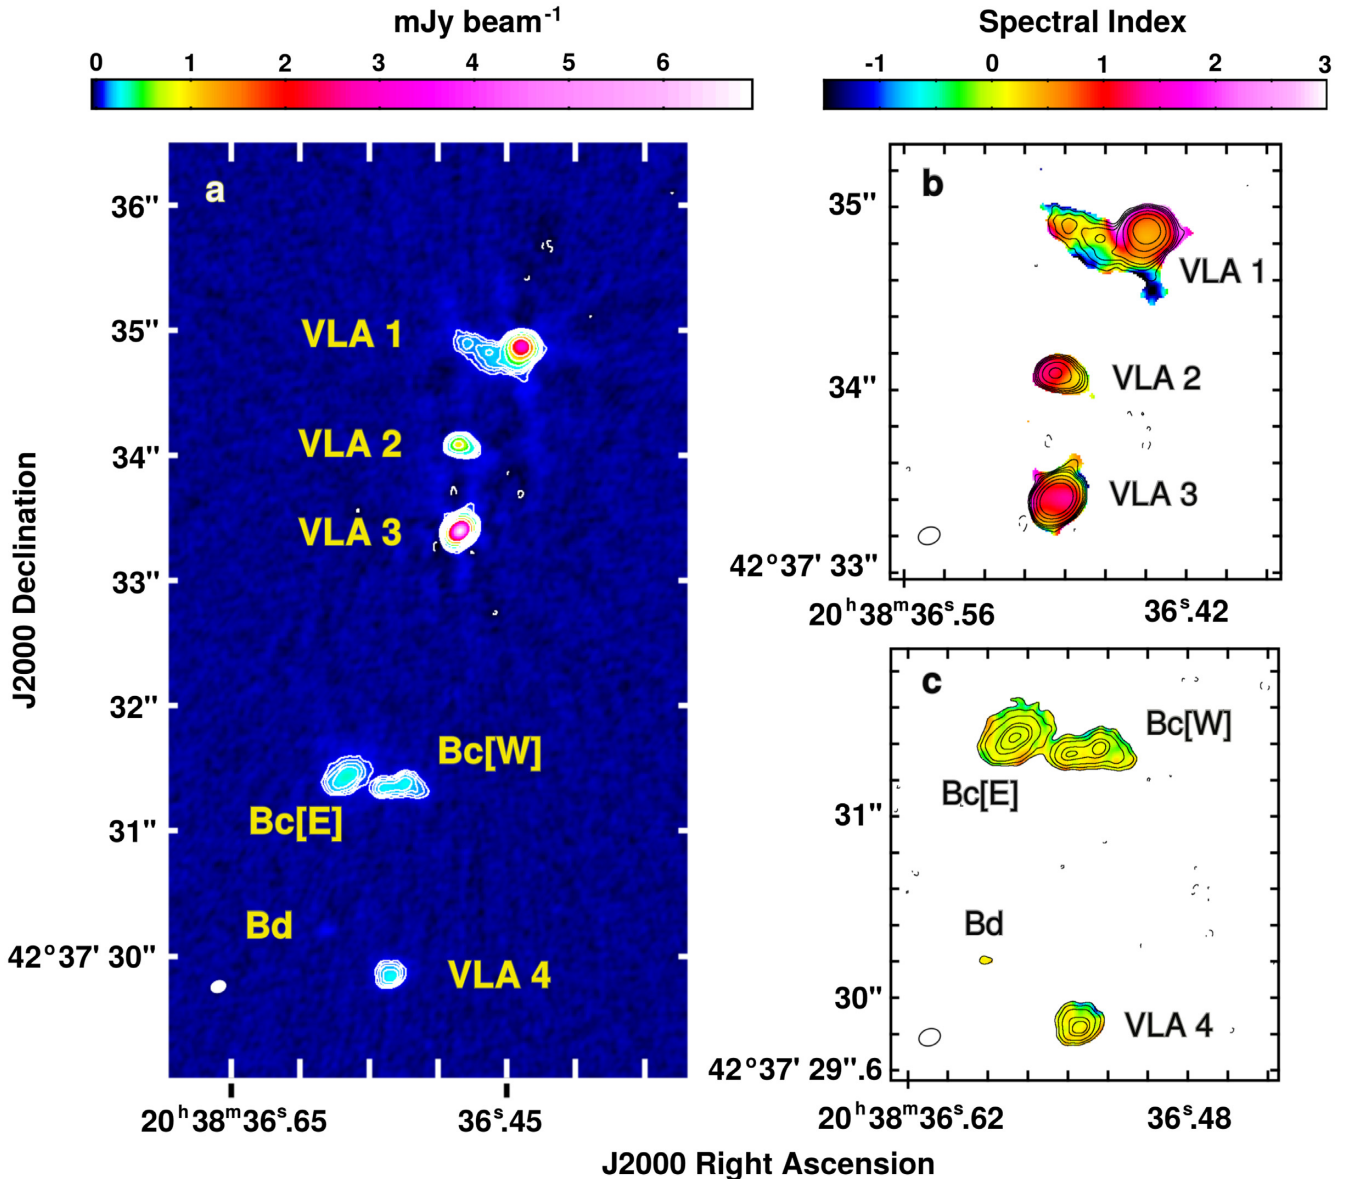 mJy beam-1
0 1 2 3 4 5 6
Spectral Index
-1 0 1 2 3
a
36"
35"
34"
33"
32"
31"
42°37' 30"
J2000 Declination
VLA 1
VLA 2
VLA 3
Bc[W]
Bc[E]
Bd
VLA 4
20h38m36s.65 36s.45
b
35"
34"
42°37' 33"
VLA 1
VLA 2
VLA 3
20h38m36s.56 36s.42
c
Bc[W]
Bc[E]
31"
Bd
30"
VLA 4
42°37' 29".6
20h38m36s.62 36s.48
J2000 Right Ascension